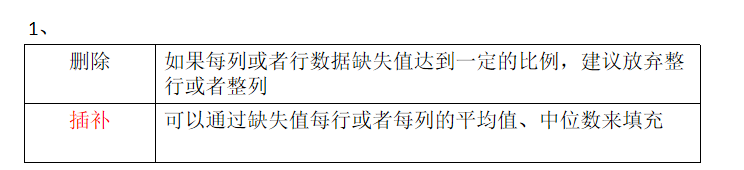 1、
删除
如果每列或者行数据缺失值达到一定的比例，建议放弃整
行或者整列
插补
可以通过缺失值每行或者每列的平均值、中位数来填充